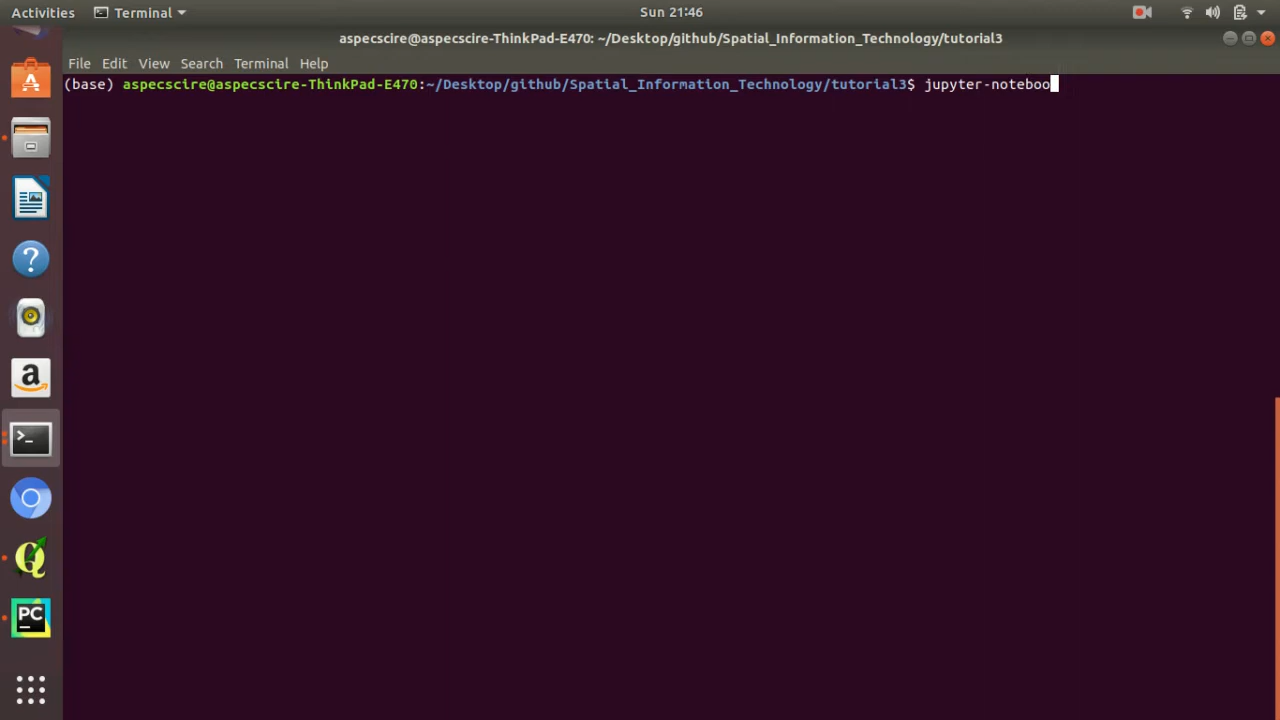 Activities Terminal Sun 21:46
aspecscire@aspecscire-ThinkPad-E470: ~/Desktop/github/Spatial_Information_Technology/tutorial3
File Edit View Search Terminal Help
(base) aspecscire@aspecscire-ThinkPad-E470:~/Desktop/github/Spatial_Information_Technology/tutorial3$ jupyter-noteboo
A
?
a
>_
Q
PC